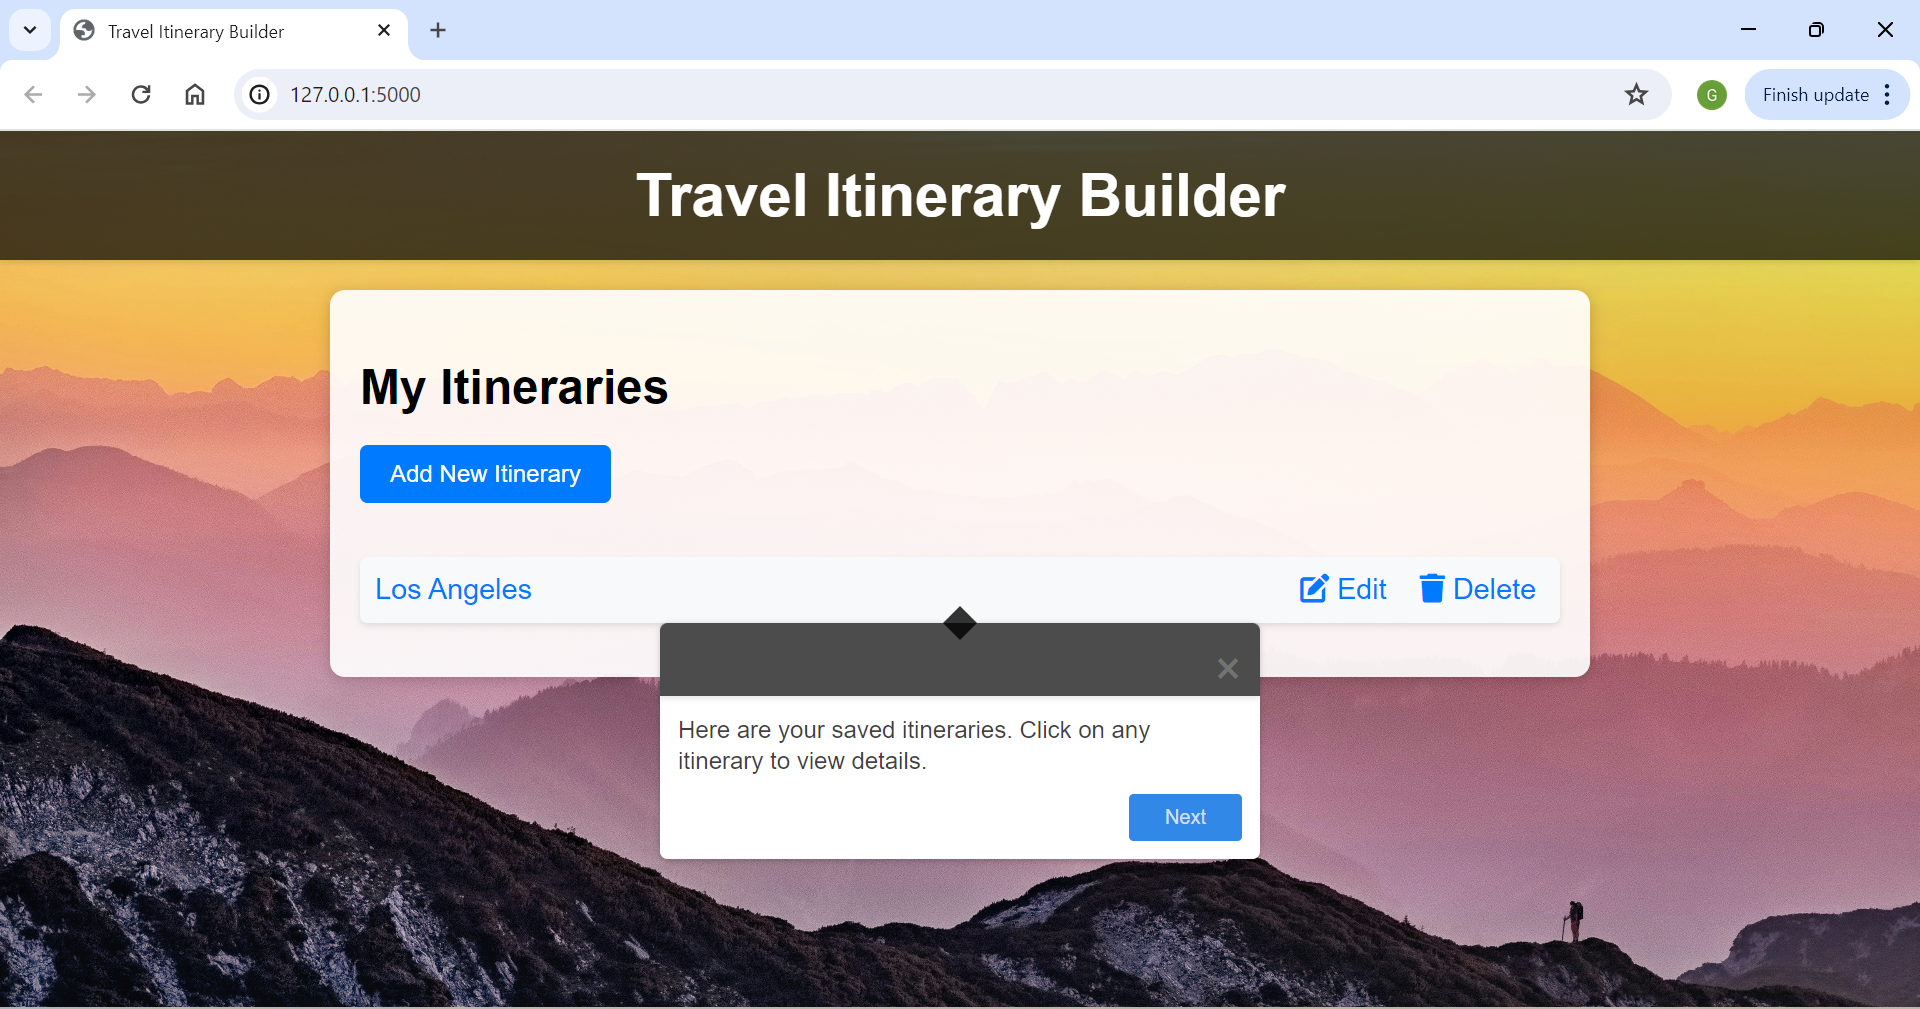 Travel Itinerary Builder
127.0.0.1:5000
G
Finish update
Travel Itinerary Builder
My Itineraries
Add New Itinerary
Los Angeles
Edit
Delete
Here are your saved itineraries. Click on any
itinerary to view details.
Next